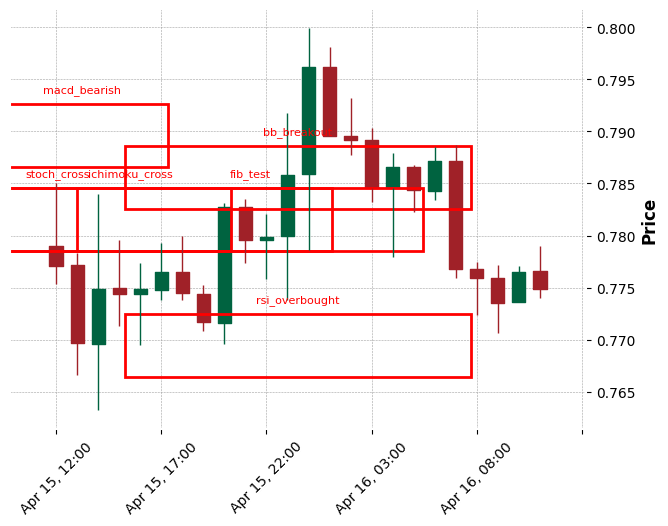 0.800
macd_bearish
0.795
0.790
bb_breakout
stoch_cross
ichimoku_cross
fib_test
0.785
0.780
Price
0.775
rsi_overbought
0.770
0.765
Apr 15, 12:00
Apr 15, 17:00
Apr 15, 22:00
Apr 16, 03:00
Apr 16, 08:00